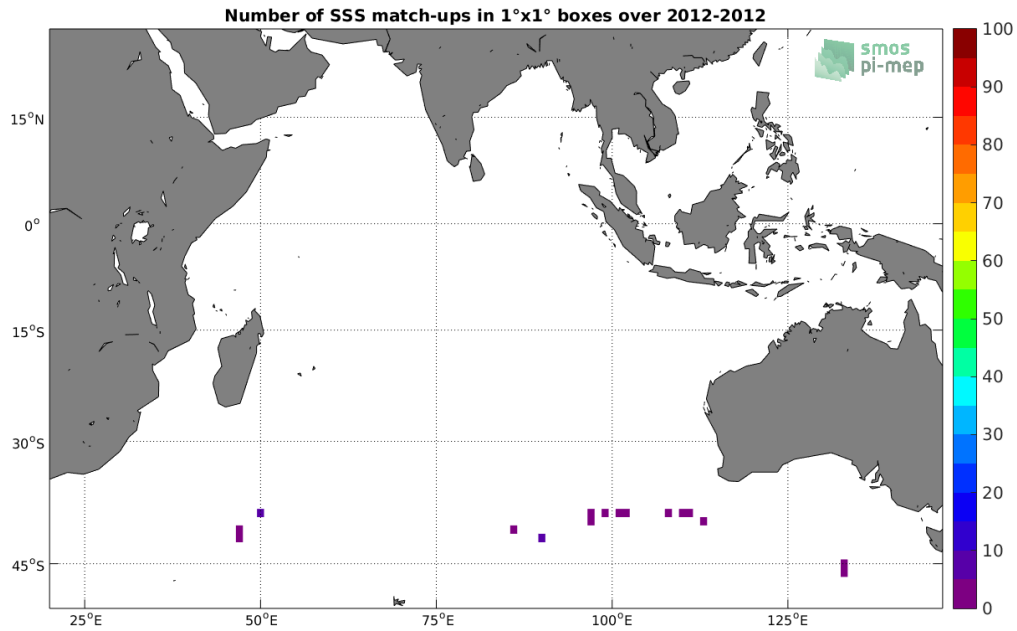 Number of SSS match-ups in 1°x1° boxes over 2012-2012
smos
pi-mep
100
90
80
70
60
50
40
30
20
10
0
15°N
0°
15°S
30°S
45°S
25°E
50°E
75°E
100°E
125°E